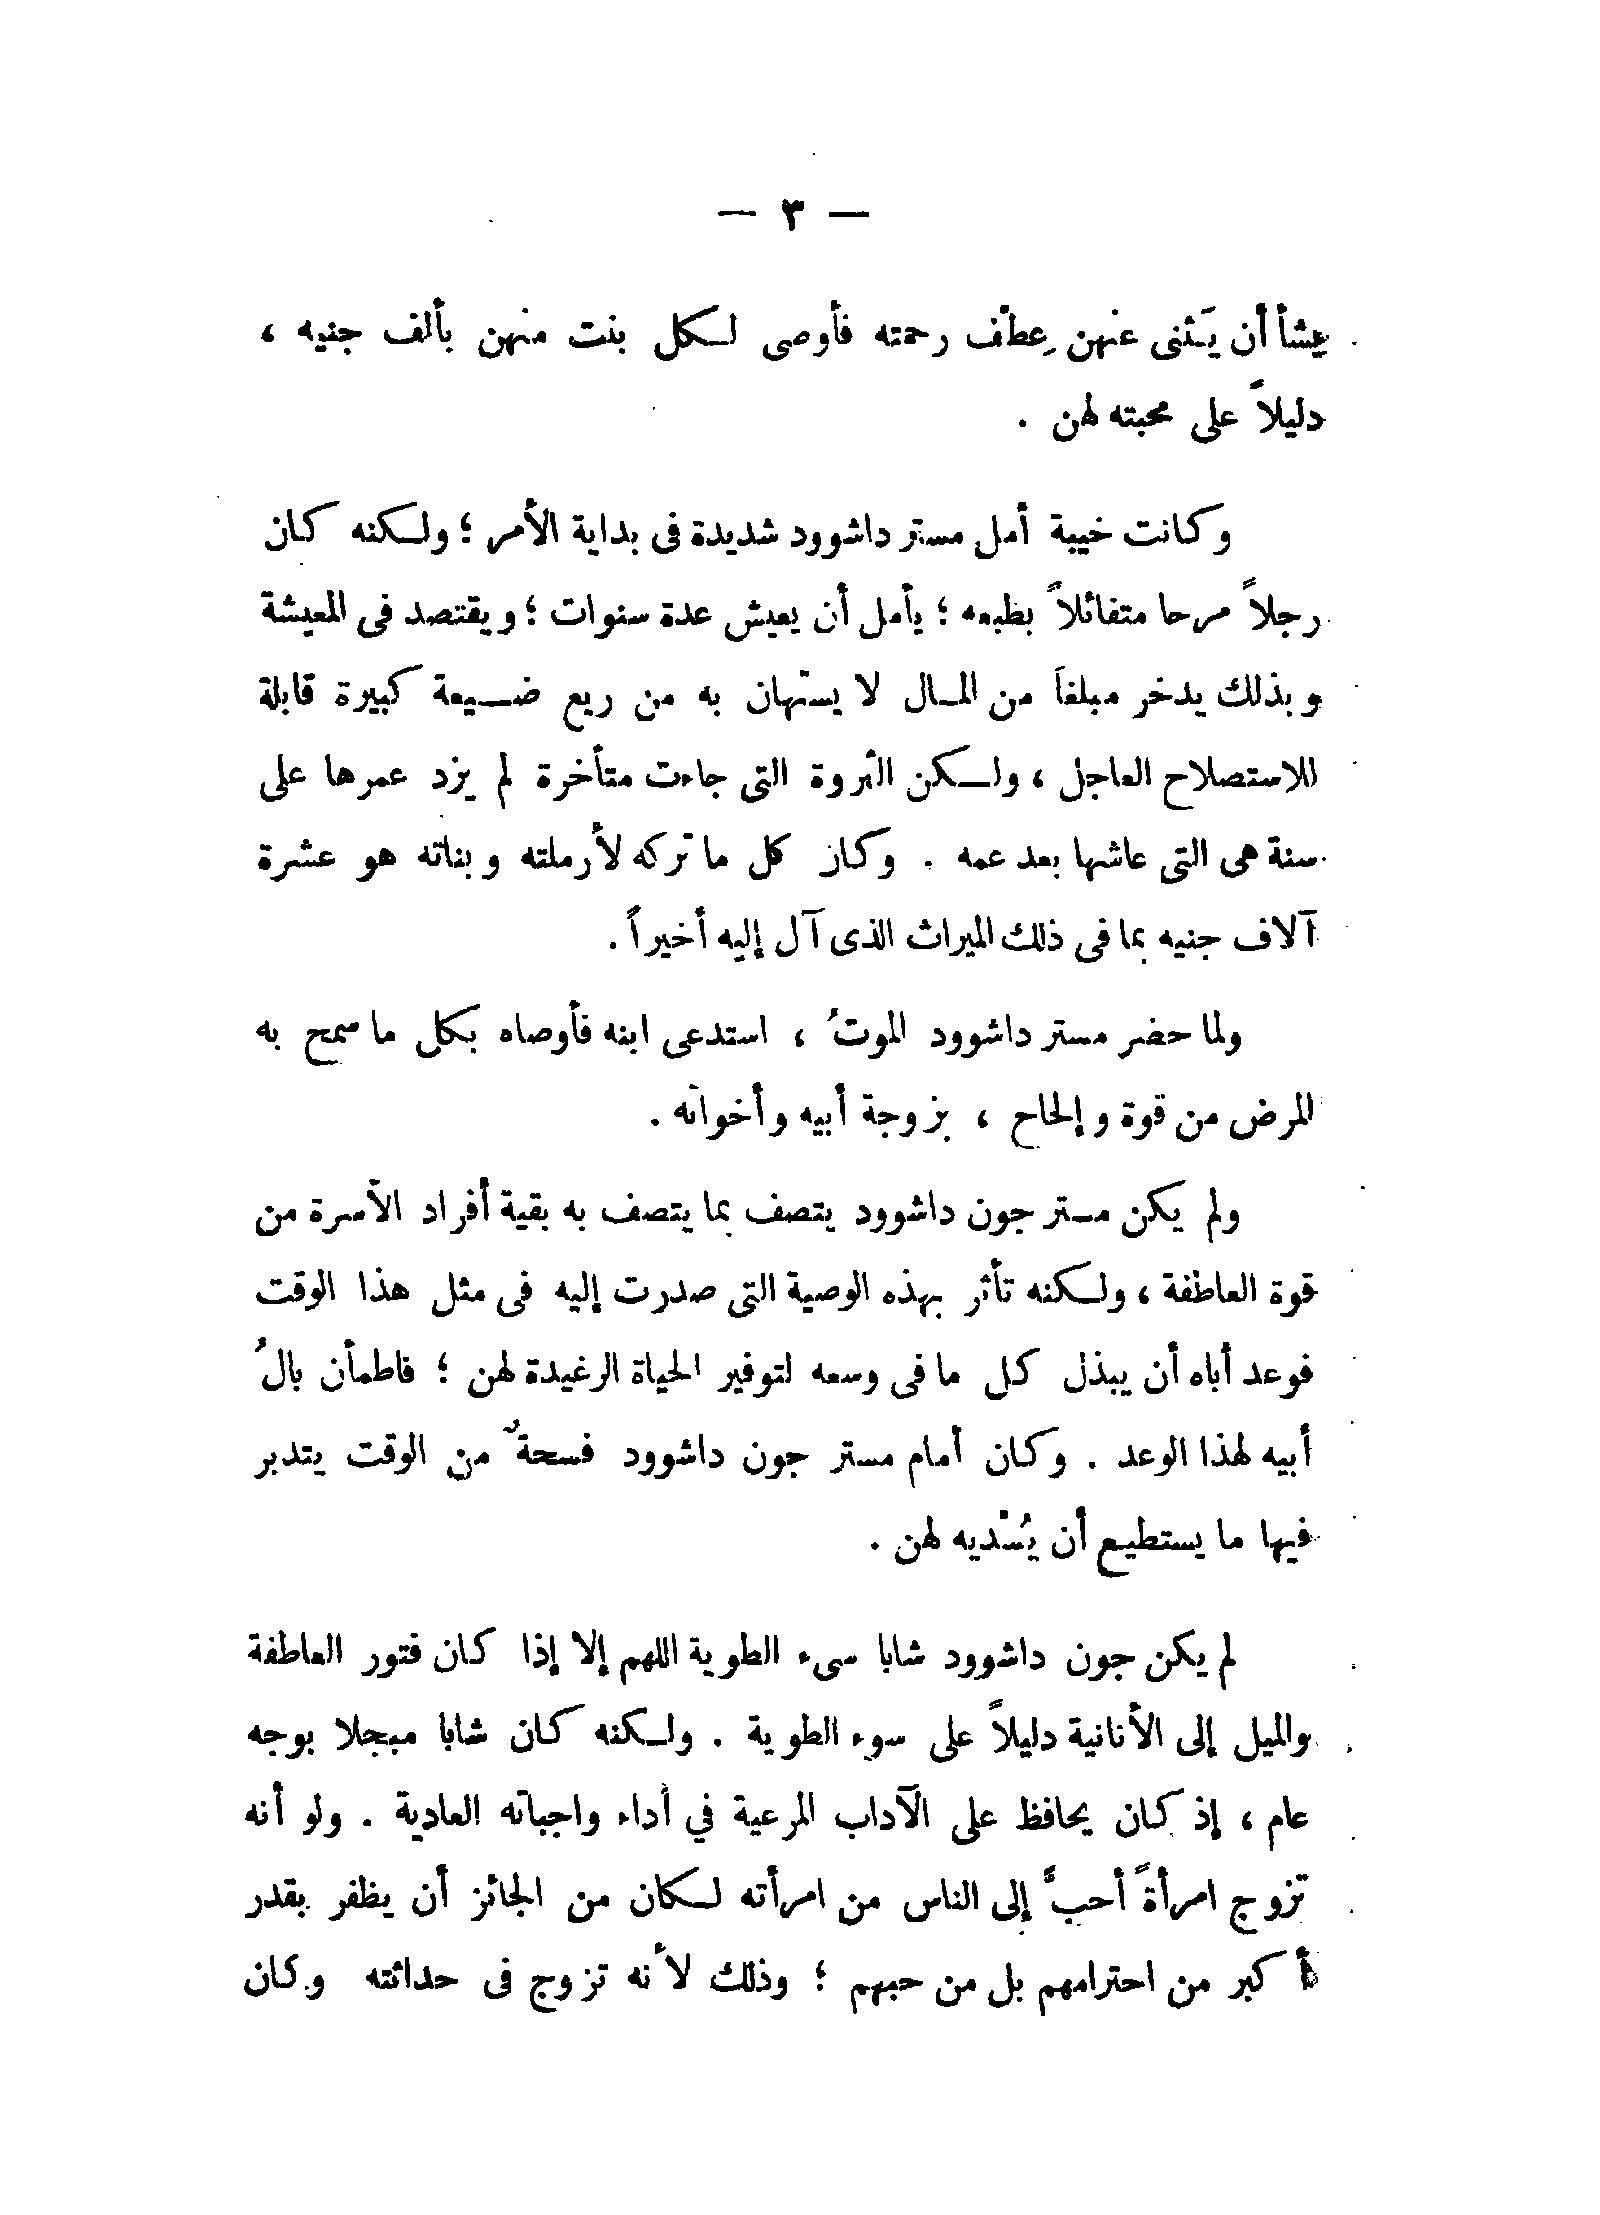 — ٣ —
يشأ أن يَثنى عنهن عِطْف رحمته فأوصى لكل بنت منهن بألف جنيه ،
دليلاً على محبته لهن .
وكانت خيبة أمل مستر داشوود شديدة فى بداية الأمر ؛ ولكنه كان
رجلاً مرحا متفائلاً بطبعه ؛ يأمل أن يعيش عدة سنوات ؛ ويقتصد فى المعيشة
وبذلك يدخر مبلغاً من المال لا يستهان به من ريع ضيعة كبيرة قابلة
للاستصلاح العاجل ، ولكن الثروة التى جاءت متأخرة لم يزد عمرها على
سنة هى التى عاشها بعد عمه . وكان كل ما تركه لأرملته وبناته هو عشرة
آلاف جنيه بما فى ذلك الميراث الذى آل إليه أخيراً .
ولما حضر مستر داشوود الموتُ ، استدعى ابنه فأوصاه بكل ما سمح به
المرض من قوة وإلحاح ، بزوجة أبيه وأخواته .
ولم يكن مستر جون داشوود يتصف بما يتصف به بقية أفراد الأسرة من
قوة العاطفة ، ولكنه تأثر بهذه الوصية التى صدرت إليه فى مثل هذا الوقت
فوعد أباه أن يبذل كل ما فى وسعه لتوفير الحياة الرغيدة لهن ؛ فاطمأن بالُ
أبيه لهذا الوعد . وكان أمام مستر جون داشوود فسحةٌ من الوقت يتدبر
فيها ما يستطيع أن يُسْديه لهن .
لم يكن جون داشوود شابا سىء الطوية اللهم إلا إذا كان فتور العاطفة
والميل إلى الأنانية دليلاً على سوء الطوية . ولكنه كان شابا مبجلا بوجه
عام ، إذ كان يحافظ على الآداب المرعية في أداء واجباته العادية . ولو أنه
تزوج امرأةً أحبَّ إلى الناس من امرأته لكان من الجائز أن يظفر بقدر
أكبر من احترامهم بل من حبهم ؛ وذلك لأنه تزوج فى حداثته وكان